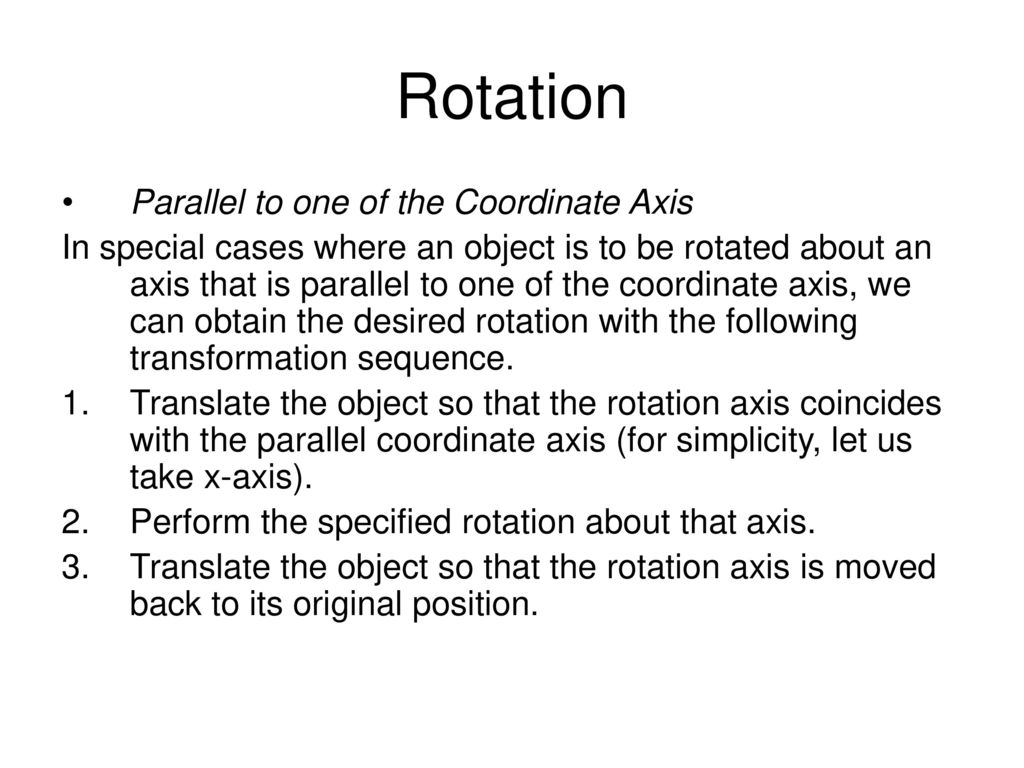 Rotation
• Parallel to one of the Coordinate Axis
In special cases where an object is to be rotated about an
axis that is parallel to one of the coordinate axis, we
can obtain the desired rotation with the following
transformation sequence.
1. Translate the object so that the rotation axis coincides
with the parallel coordinate axis (for simplicity, let us
take x-axis).
2. Perform the specified rotation about that axis.
3. Translate the object so that the rotation axis is moved
back to its original position.